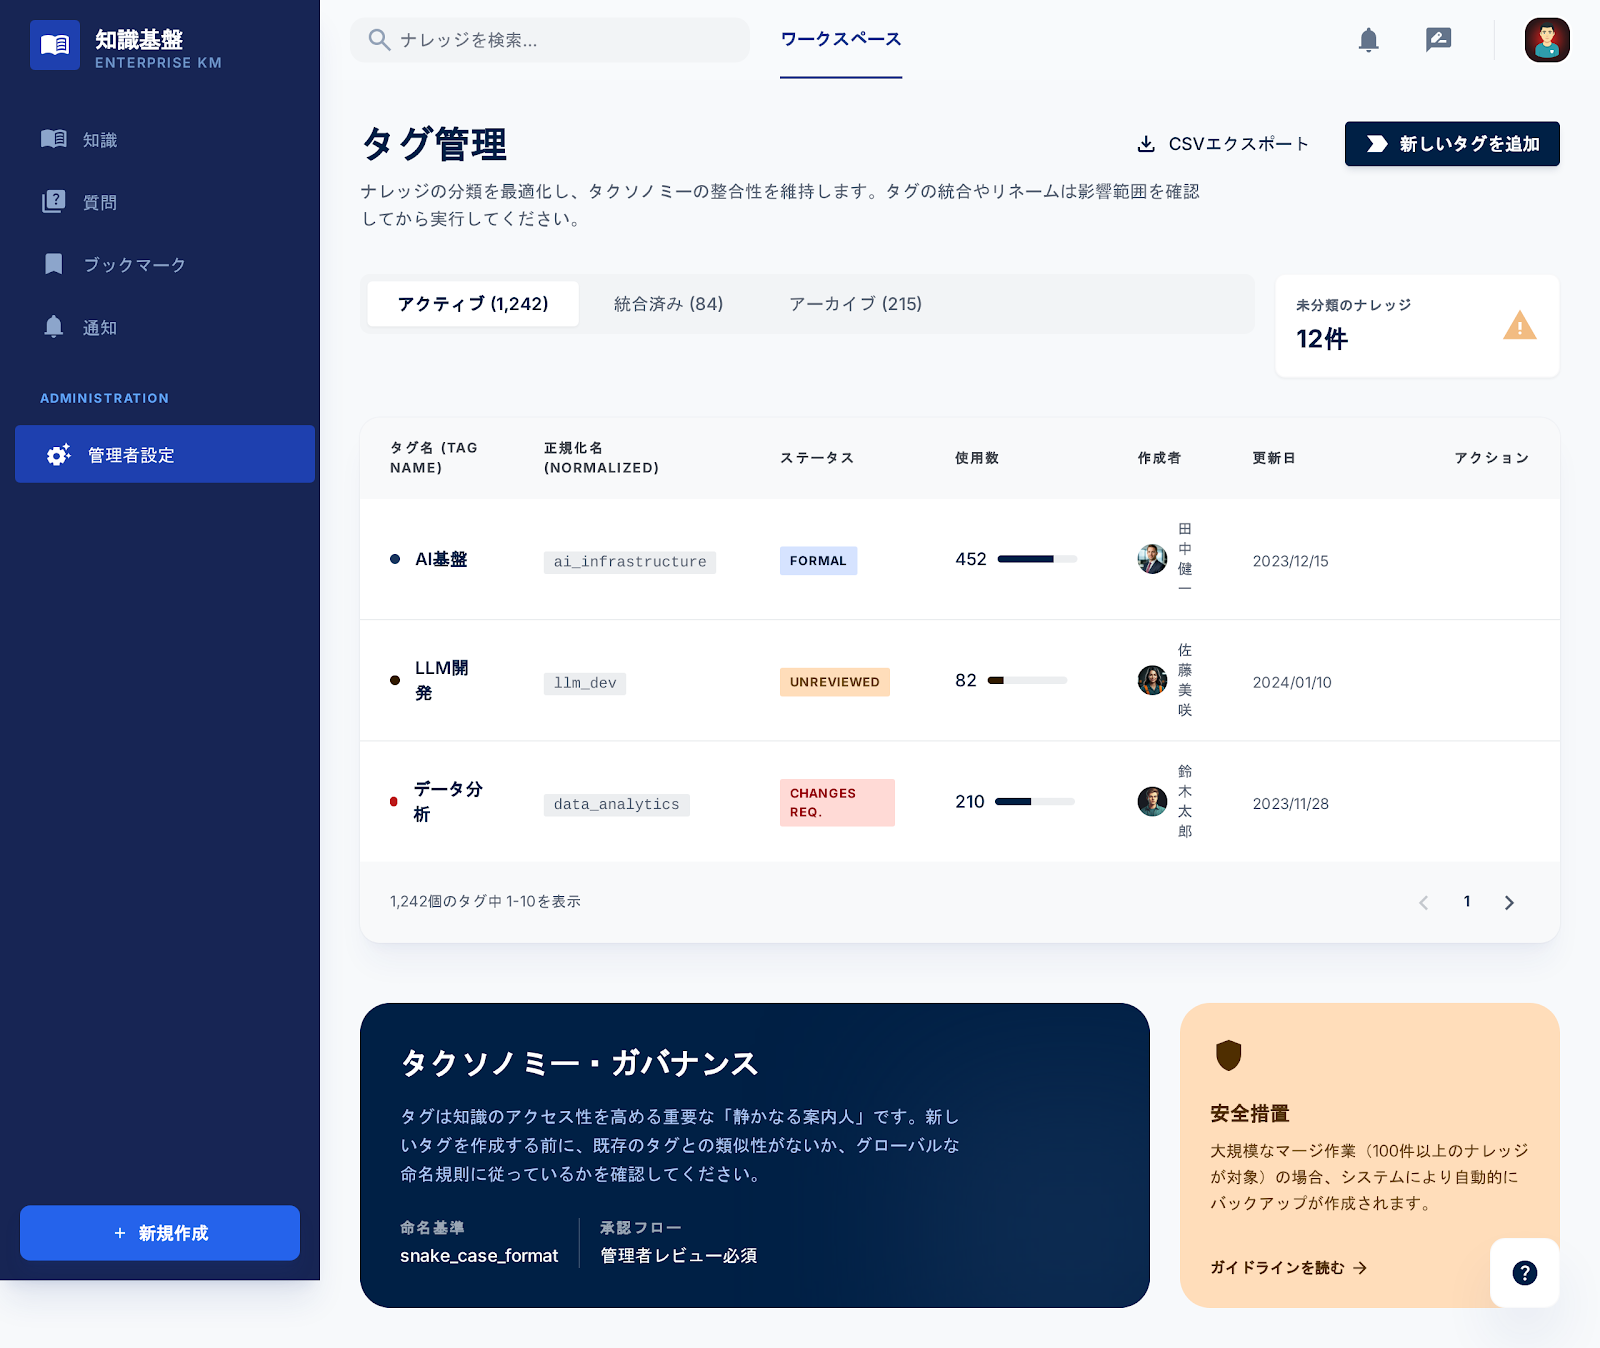 知識基盤
ENTERPRISE KM
知識
質問
ブックマーク
通知
ADMINISTRATION
管理者設定
+ 新規作成
ナレッジを検索...
ワークスペース
タグ管理
ナレッジの分類を最適化し、タクソノミーの整合性を維持します。タグの統合やリネームは影響範囲を確認
してから実行してください。
CSVエクスポート
新しいタグを追加
アクティブ (1,242)
統合済み (84)
アーカイブ (215)
未分類のナレッジ
12件
タグ名 (TAG
NAME)
正規化名
(NORMALIZED)
ステータス
使用数
作成者
更新日
アクション
AI基盤
ai_infrastructure
FORMAL
452
田
中
健
一
2023/12/15
LLM開
発
llm_dev
UNREVIEWED
82
佐
藤
美
咲
2024/01/10
データ分
析
data_analytics
CHANGES
REQ.
210
鈴
木
太
郎
2023/11/28
1,242個のタグ中 1-10を表示
1
タクソノミー・ガバナンス
タグは知識のアクセス性を高める重要な「静かなる案内人」です。新し
いタグを作成する前に、既存のタグとの類似性がないか、グローバルな
命名規則に従っているかを確認してください。
命名基準
snake_case_format
承認フロー
管理者レビュー必須
安全措置
大規模なマージ作業（100件以上のナレッジ
が対象）の場合、システムにより自動的に
バックアップが作成されます。
ガイドラインを読む →